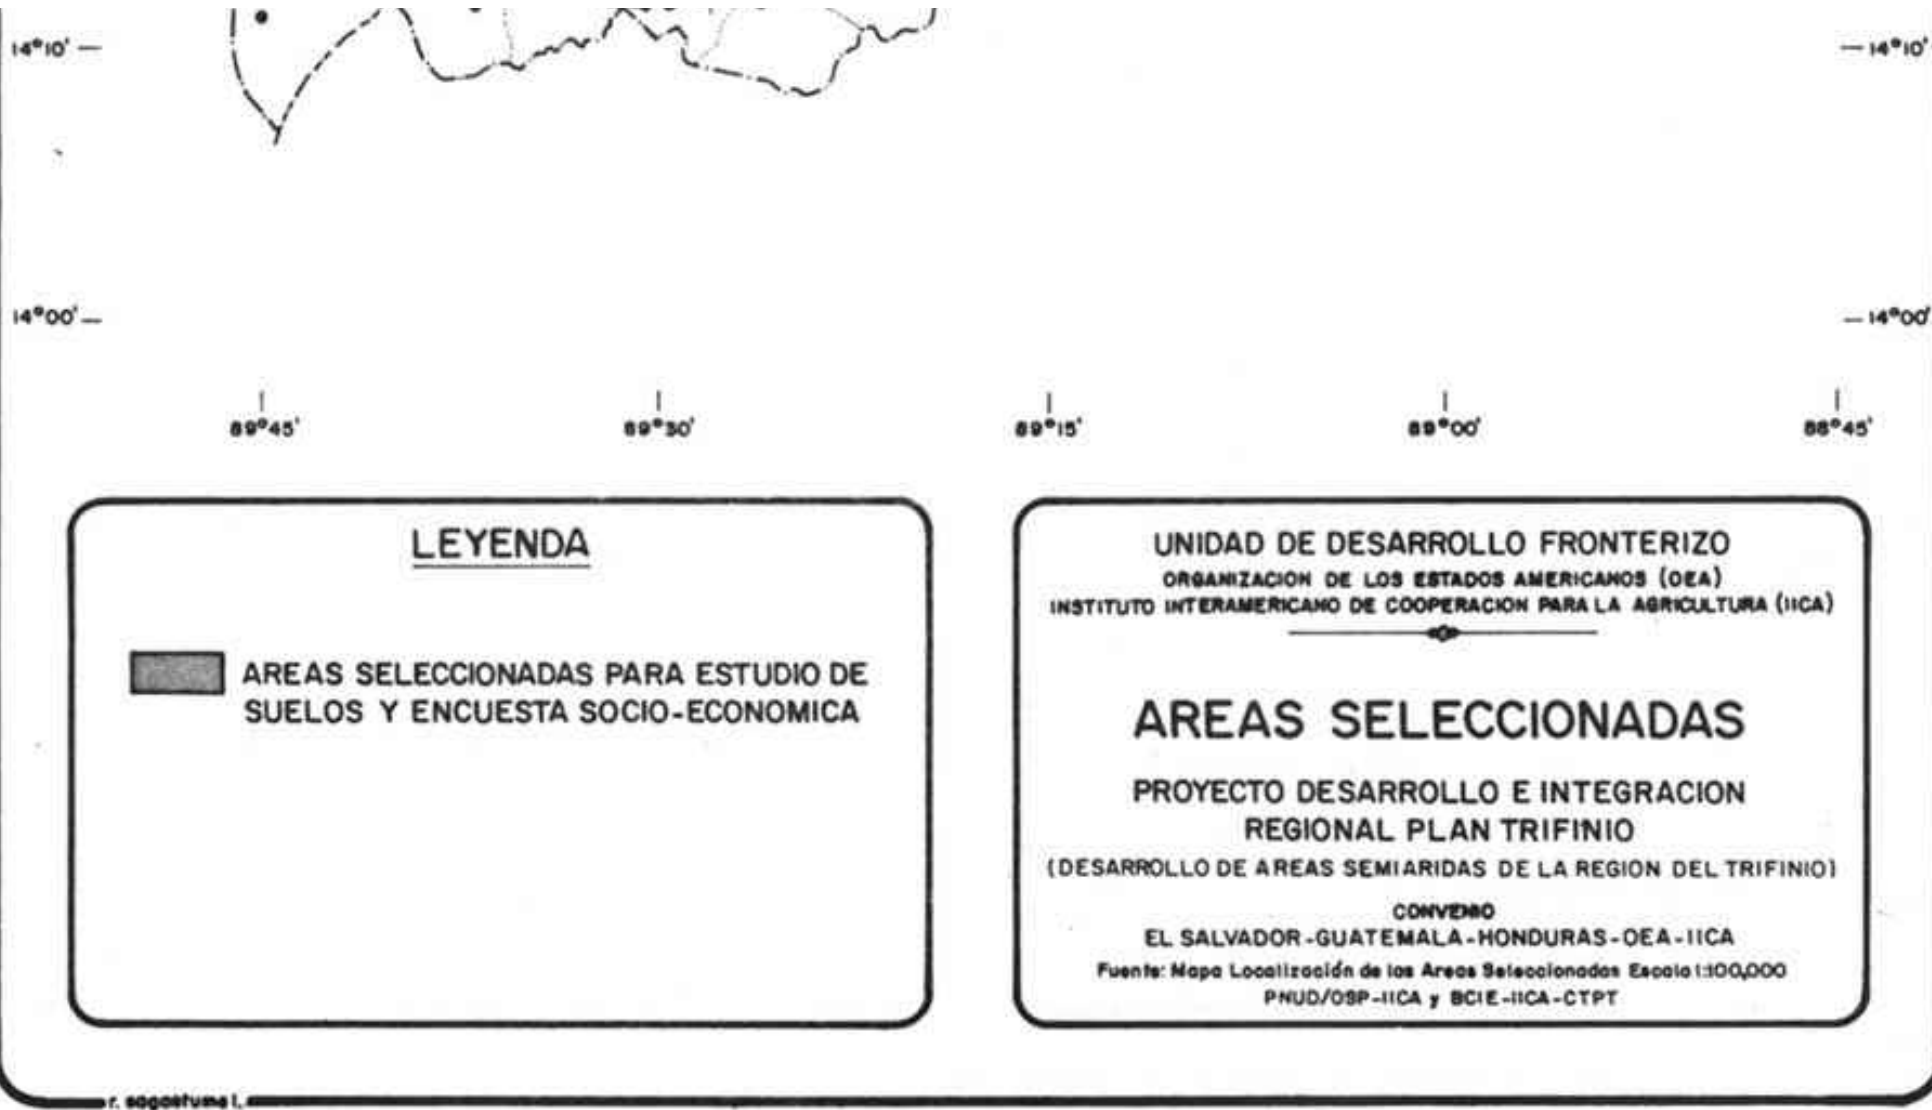 14°10' 14°10'
14°00' 14°00'
89°45' 89°30' 89°15' 89°00' 88°45'
LEYENDA
AREAS SELECCIONADAS PARA ESTUDIO DE
SUELOS Y ENCUESTA SOCIO-ECONOMICA
UNIDAD DE DESARROLLO FRONTERIZO
ORGANIZACION DE LOS ESTADOS AMERICANOS (OEA)
INSTITUTO INTERAMERICANO DE COOPERACION PARA LA AGRICULTURA (IICA)
AREAS SELECCIONADAS
PROYECTO DESARROLLO E INTEGRACION
REGIONAL PLAN TRIFINIO
(DESARROLLO DE AREAS SEMIARIDAS DE LA REGION DEL TRIFINIO)
CONVENIO
EL SALVADOR-GUATEMALA-HONDURAS-OEA-IICA
Fuente: Mapa Localización de las Areas Seleccionadas Escala 1:100,000
PNUD/OSP-IICA y BCIE-IICA-CTPT
r. sagastume l.